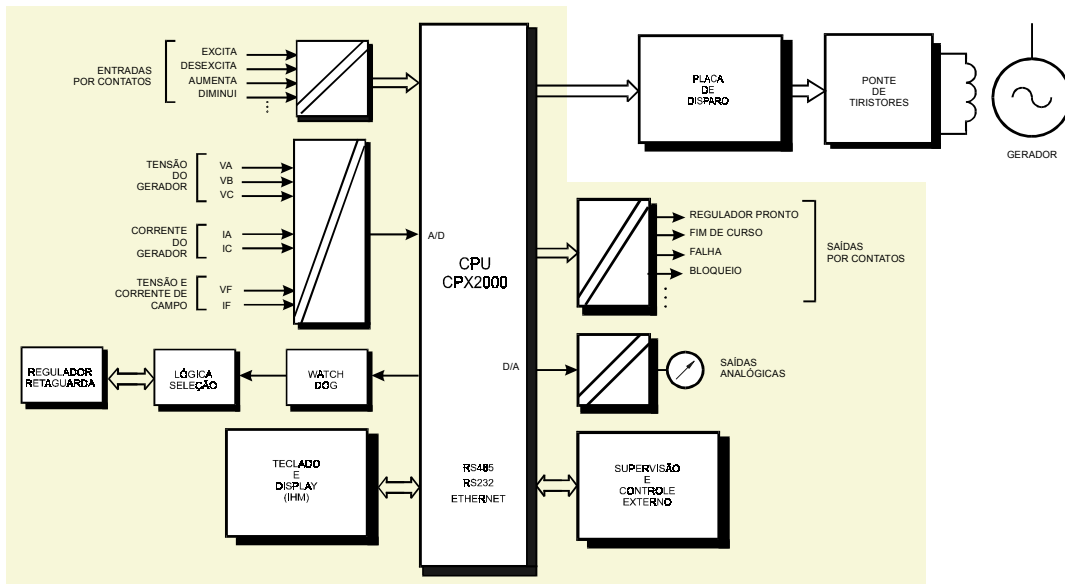 ENTRADAS
POR CONTATOS
EXCITA
DESEXCITA
AUMENTA
DIMINUI
TENSÃO
DO
GERADOR
VA
VB
VC
CORRENTE
DO
GERADOR
IA
IC
TENSÃO E
CORRENTE DE
CAMPO
VF
IF
A/D
CPU
CPX2000
D/A
RS485
RS232
ETHERNET
PLACA
DE
DISPARO
PONTE
DE
TIRISTORES
GERADOR
REGULADOR PRONTO
FIM DE CURSO
FALHA
BLOQUEIO
SAÍDAS
POR CONTATOS
SAÍDAS
ANALÓGICAS
REGULADOR
RETAGUARDA
LÓGICA
SELEÇÃO
WATCH
DOG
TECLADO
E
DISPLAY
(IHM)
SUPERVISÃO
E
CONTROLE
EXTERNO